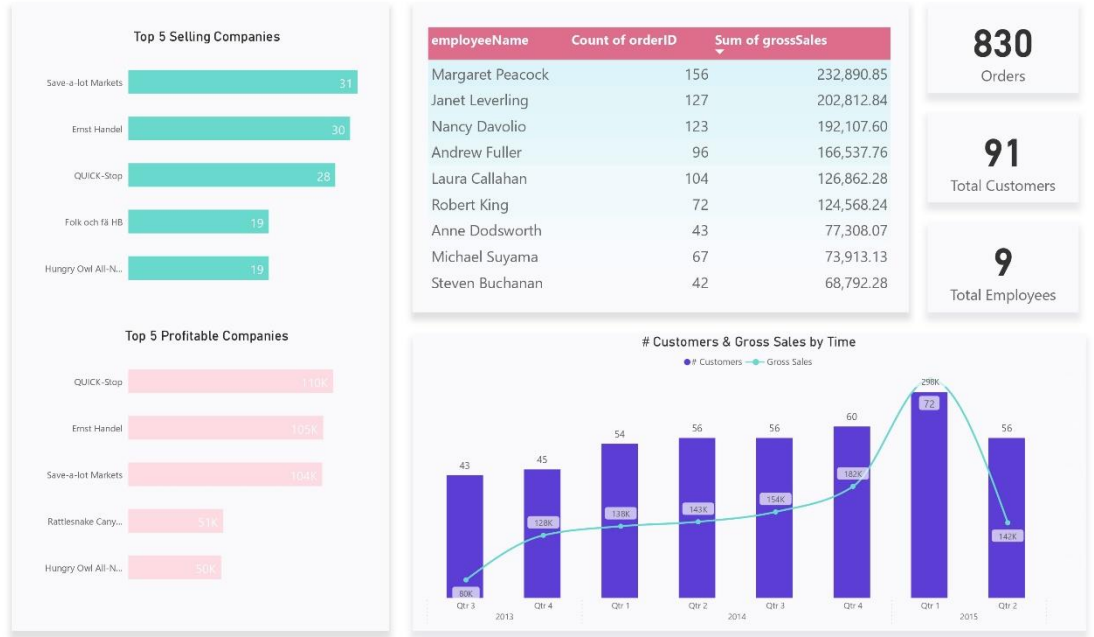 Top 5 Selling Companies
Save-a-lot Markets 31
Ernst Handel 30
QUICK-Stop 28
Folk och fä HB 19
Hungry Owl All-N... 19
Top 5 Profitable Companies
QUICK-Stop 110K
Ernst Handel 105K
Save-a-lot Markets 104K
Rattlesnake Cany... 51K
Hungry Owl All-N... 50K
employeeName Count of orderID Sum of grossSales
Margaret Peacock 156 232,890.85
Janet Leverling 127 202,812.84
Nancy Davolio 123 192,107.60
Andrew Fuller 96 166,537.76
Laura Callahan 104 126,862.28
Robert King 72 124,568.24
Anne Dodsworth 43 77,308.07
Michael Suyama 67 73,913.13
Steven Buchanan 42 68,792.28
830
Orders
91
Total Customers
9
Total Employees
# Customers & Gross Sales by Time
# Customers Gross Sales
43 45 54 56 56 60 72 56
80K 128K 138K 143K 154K 182K 298K 142K
Qtr 3 Qtr 4 Qtr 1 Qtr 2 Qtr 3 Qtr 4 Qtr 1 Qtr 2
2013 2014 2015